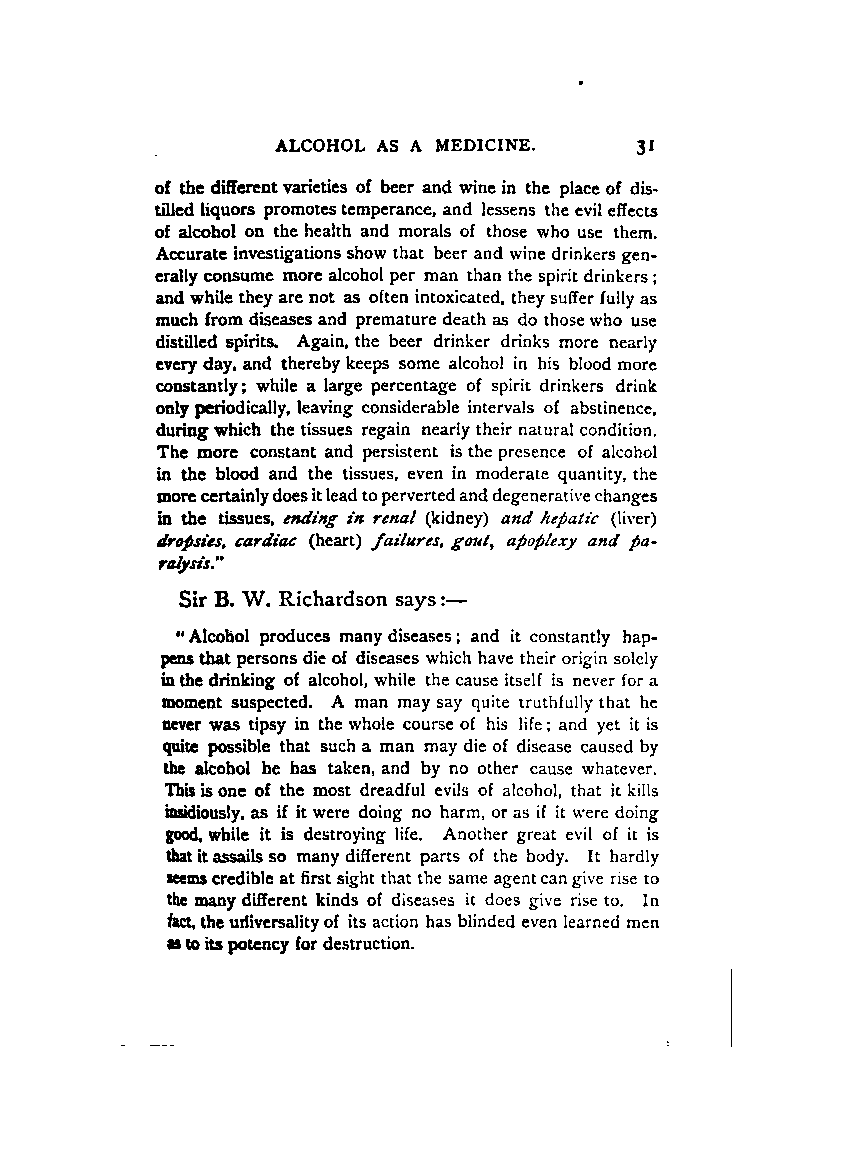 ALCOHOL AS A MEDICINE. 31
of the different varieties of beer and wine in the place of dis-
tilled liquors promotes temperance, and lessens the evil effects
of alcohol on the health and morals of those who use them.
Accurate investigations show that beer and wine drinkers gen-
erally consume more alcohol per man than the spirit drinkers ;
and while they are not as often intoxicated, they suffer fully as
much from diseases and premature death as do those who use
distilled spirits. Again, the beer drinker drinks more nearly
every day, and thereby keeps some alcohol in his blood more
constantly ; while a large percentage of spirit drinkers drink
only periodically, leaving considerable intervals of abstinence,
during which the tissues regain nearly their natural condition.
The more constant and persistent is the presence of alcohol
in the blood and the tissues, even in moderate quantity, the
more certainly does it lead to perverted and degenerative changes
in the tissues, ending in renal (kidney) and hepatic (liver)
dropsies, cardiac (heart) failures, gout, apoplexy and pa-
ralysis."
Sir B. W. Richardson says :—
"Alcohol produces many diseases ; and it constantly hap-
pens that persons die of diseases which have their origin solely
in the drinking of alcohol, while the cause itself is never for a
moment suspected. A man may say quite truthfully that he
never was tipsy in the whole course of his life ; and yet it is
quite possible that such a man may die of disease caused by
the alcohol he has taken, and by no other cause whatever.
This is one of the most dreadful evils of alcohol, that it kills
insidiously, as if it were doing no harm, or as if it were doing
good, while it is destroying life. Another great evil of it is
that it assails so many different parts of the body. It hardly
seems credible at first sight that the same agent can give rise to
the many different kinds of diseases it does give rise to. In
fact, the universality of its action has blinded even learned men
as to its potency for destruction.